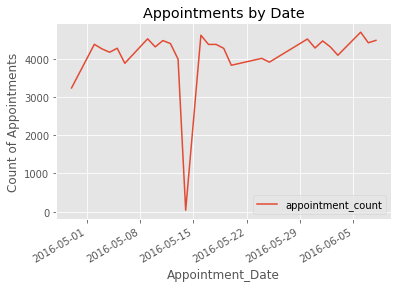 Appointments by Date
Count of Appointments
4000
3000
2000
1000
0
appointment_count
2016-05-01
2016-05-08
2016-05-15
2016-05-22
2016-05-29
2016-06-05
Appointment_Date